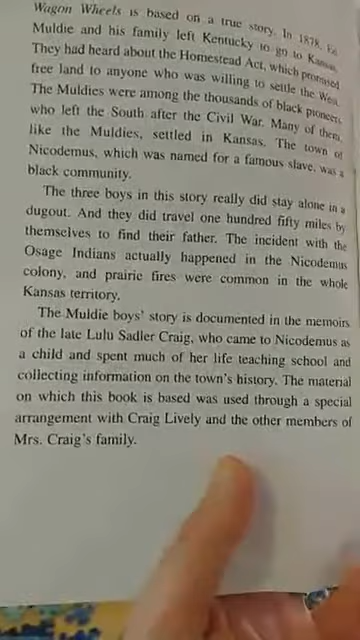 Wagon Wheels is based on a true story. In 1878, Ed
Muldie and his family left Kentucky to go to Kansas.
They had heard about the Homestead Act, which promised
free land to anyone who was willing to settle the West.
The Muldies were among the thousands of black pioneers
who left the South after the Civil War. Many of them,
like the Muldies, settled in Kansas. The town of
Nicodemus, which was named for a famous slave, was a
black community.
The three boys in this story really did stay alone in a
dugout. And they did travel one hundred fifty miles by
themselves to find their father. The incident with the
Osage Indians actually happened in the Nicodemus
colony, and prairie fires were common in the whole
Kansas territory.
The Muldie boys' story is documented in the memoirs
of the late Lulu Sadler Craig, who came to Nicodemus as
a child and spent much of her life teaching school and
collecting information on the town's history. The material
on which this book is based was used through a special
arrangement with Craig Lively and the other members of
Mrs. Craig's family.